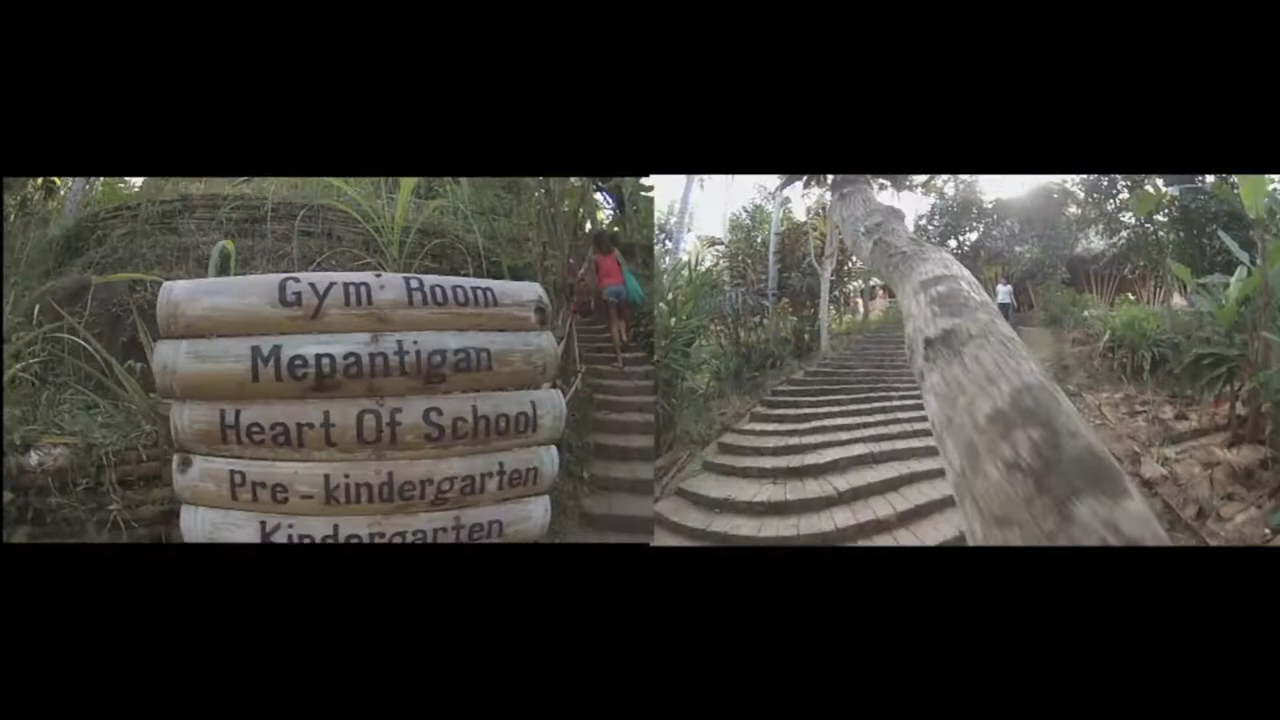 Gym Room
Mepantigan
Heart Of School
Pre-kindergarten
Kindergarten